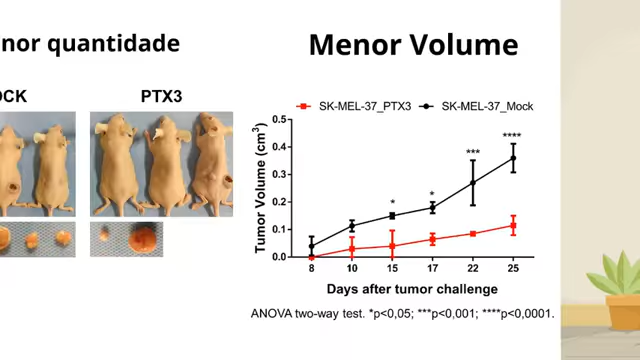 nor quantidade
Menor Volume
OCK
PTX3
SK-MEL-37_PTX3
SK-MEL-37_Mock
Tumor Volume (cm³)
0.5
0.4
0.3
0.2
0.1
0.0
*
*
***
****
8 10 15 17 22 25
Days after tumor challenge
ANOVA two-way test. *p<0,05; ***p<0,001; ****p<0,0001.